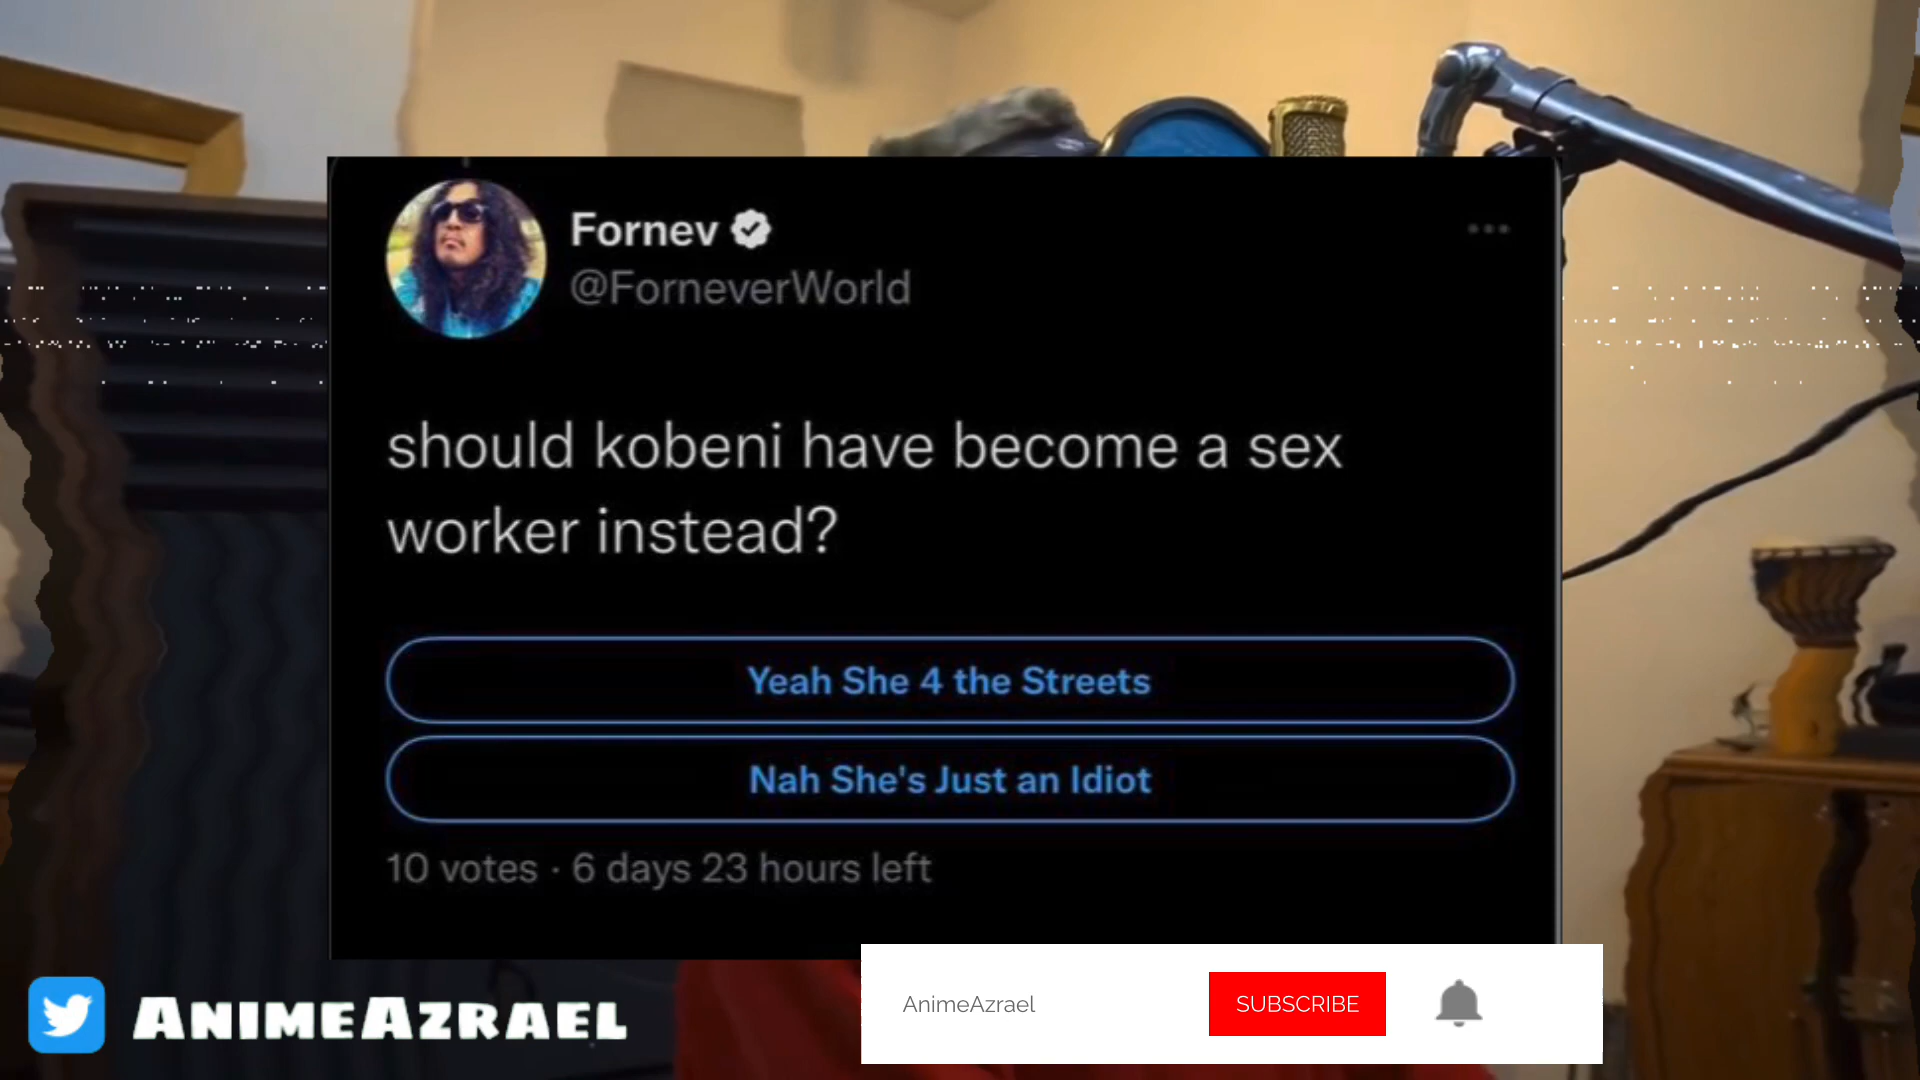 Fornev
@ForneverWorld
should kobeni have become a sex
worker instead?
Yeah She 4 the Streets
Nah She's Just an Idiot
10 votes · 6 days 23 hours left
ANIMEAZRAEL
AnimeAzrael
SUBSCRIBE